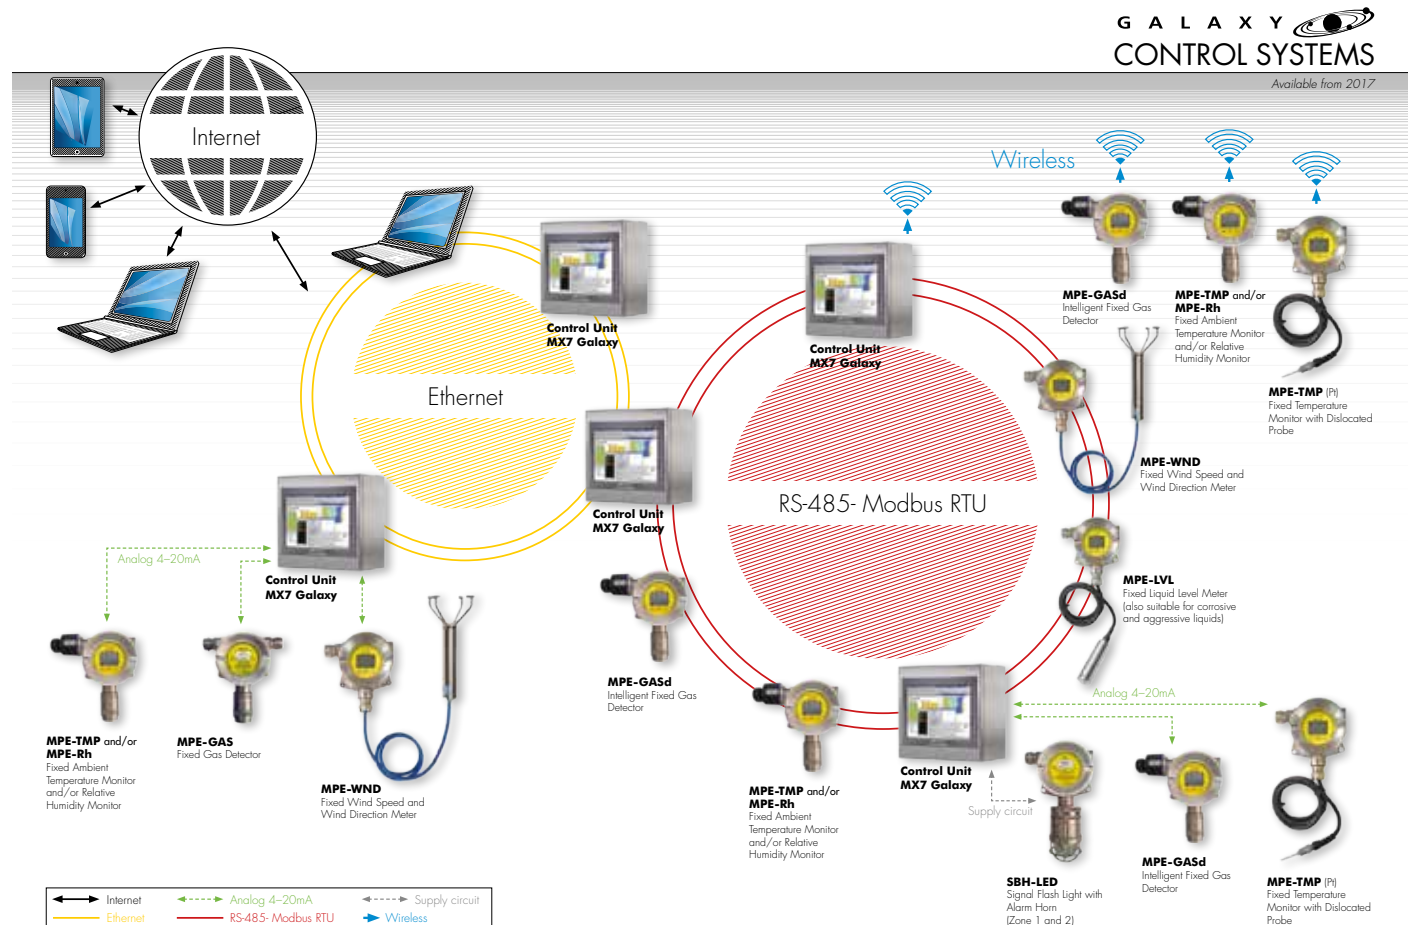 GALAXY
CONTROL SYSTEMS
Available from 2017
Internet
Wireless
Ethernet
RS-485- Modbus RTU
Control Unit
MX7 Galaxy
Control Unit
MX7 Galaxy
Control Unit
MX7 Galaxy
Control Unit
MX7 Galaxy
Control Unit
MX7 Galaxy
MPE-GASd
Intelligent Fixed Gas
Detector
MPE-TMP and/or
MPE-Rh
Fixed Ambient
Temperature Monitor
and/or Relative
Humidity Monitor
MPE-TMP (Pt)
Fixed Temperature
Monitor with Dislocated
Probe
MPE-WND
Fixed Wind Speed and
Wind Direction Meter
MPE-LVL
Fixed Liquid Level Meter
(also suitable for corrosive
and aggressive liquids)
Analog 4–20mA
MPE-TMP and/or
MPE-Rh
Fixed Ambient
Temperature Monitor
and/or Relative
Humidity Monitor
MPE-GAS
Fixed Gas Detector
MPE-WND
Fixed Wind Speed and
Wind Direction Meter
MPE-GASd
Intelligent Fixed Gas
Detector
MPE-TMP and/or
MPE-Rh
Fixed Ambient
Temperature Monitor
and/or Relative
Humidity Monitor
Analog 4–20mA
Supply circuit
SBH-LED
Signal Flash Light with
Alarm Horn
(Zone 1 and 2)
MPE-GASd
Intelligent Fixed Gas
Detector
MPE-TMP (Pt)
Fixed Temperature
Monitor with Dislocated
Probe
Internet
Analog 4–20mA
Supply circuit
Ethernet
RS-485- Modbus RTU
Wireless